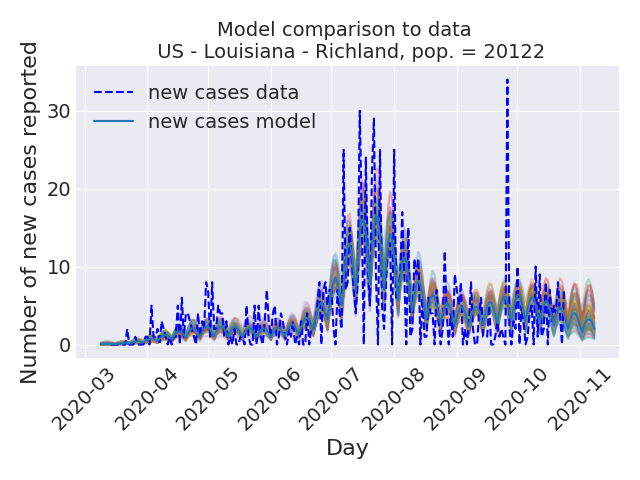 Model comparison to data
US - Louisiana - Richland, pop. = 20122
Number of new cases reported
30
20
10
0
new cases data
new cases model
2020-03
2020-04
2020-05
2020-06
2020-07
2020-08
2020-09
2020-10
2020-11
Day